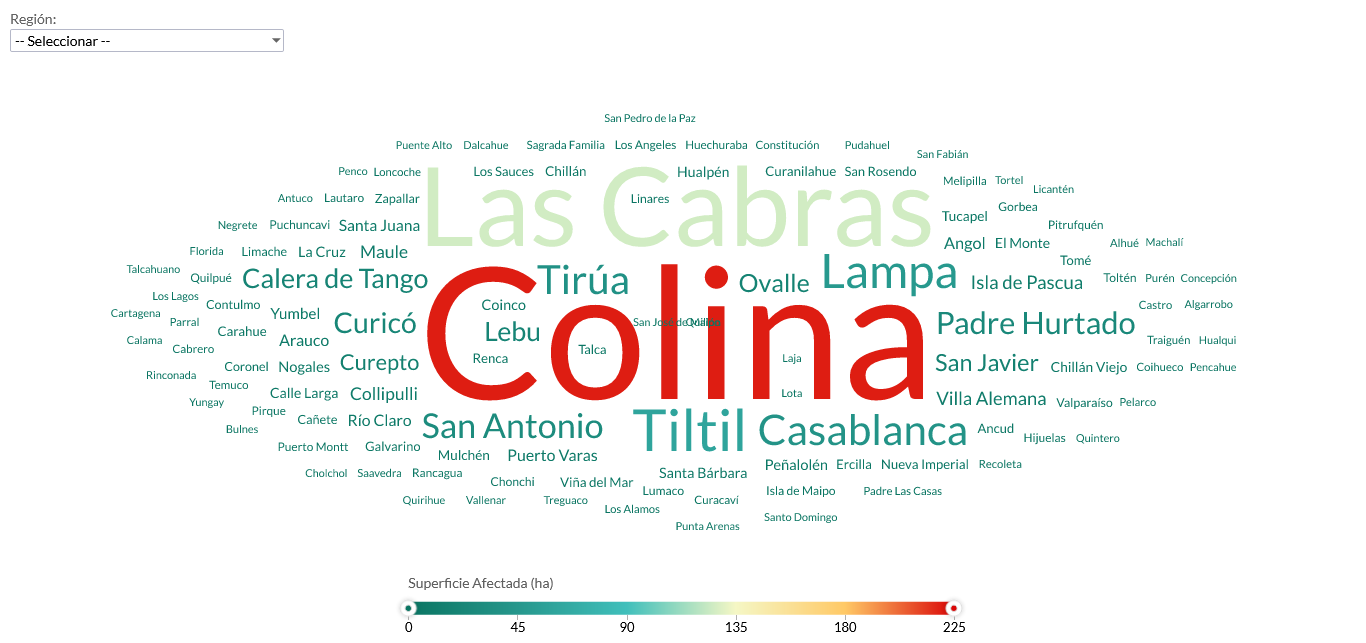 Región:
-- Seleccionar --
San Pedro de la Paz
Puente Alto Dalcahue Sagrada Familia Los Angeles Huechuraba Constitución Pudahuel
San Fabián
Penco Loncoche Los Sauces Chillán Hualpén Curanilahue San Rosendo
Melipilla Tortel
Licantén
Antuco Lautaro Zapallar Las Cabras Linares
Gorbea
Tucapel
Negrete Puchuncavi Santa Juana Pitrufquén
Florida Limache La Cruz Maule Angol El Monte Alhué Machalí
Tomé
Talcahuano Quilpué Calera de Tango Tirúa Ovalle Lampa Isla de Pascua Toltén Purén Concepción
Los Lagos Contulmo Coinco Castro Algarrobo
Cartagena Parral Yumbel Curicó Lebu Colina Padre Hurtado
Carahue
Calama Cabrero Arauco Talca Traiguén Hualqui
Renca Laja
Rinconada Coronel Nogales Curepto San Javier Chillán Viejo Coihueco Pencahue
Temuco Calle Larga Collipulli Lota
Yungay Villa Alemana Valparaíso Pelarco
Pirque Cañete Río Claro
Bulnes San Antonio Tiltil Casablanca Ancud
Hijuelas Quintero
Puerto Montt Galvarino
Mulchén Puerto Varas
Cholchol Saavedra Rancagua Santa Bárbara Peñalolén Ercilla Nueva Imperial Recoleta
Chonchi Viña del Mar
Lumaco Isla de Maipo Padre Las Casas
Quirihue Vallenar Treguaco Curacaví
Los Alamos
Santo Domingo
Punta Arenas
Superficie Afectada (ha)
0 45 90 135 180 225